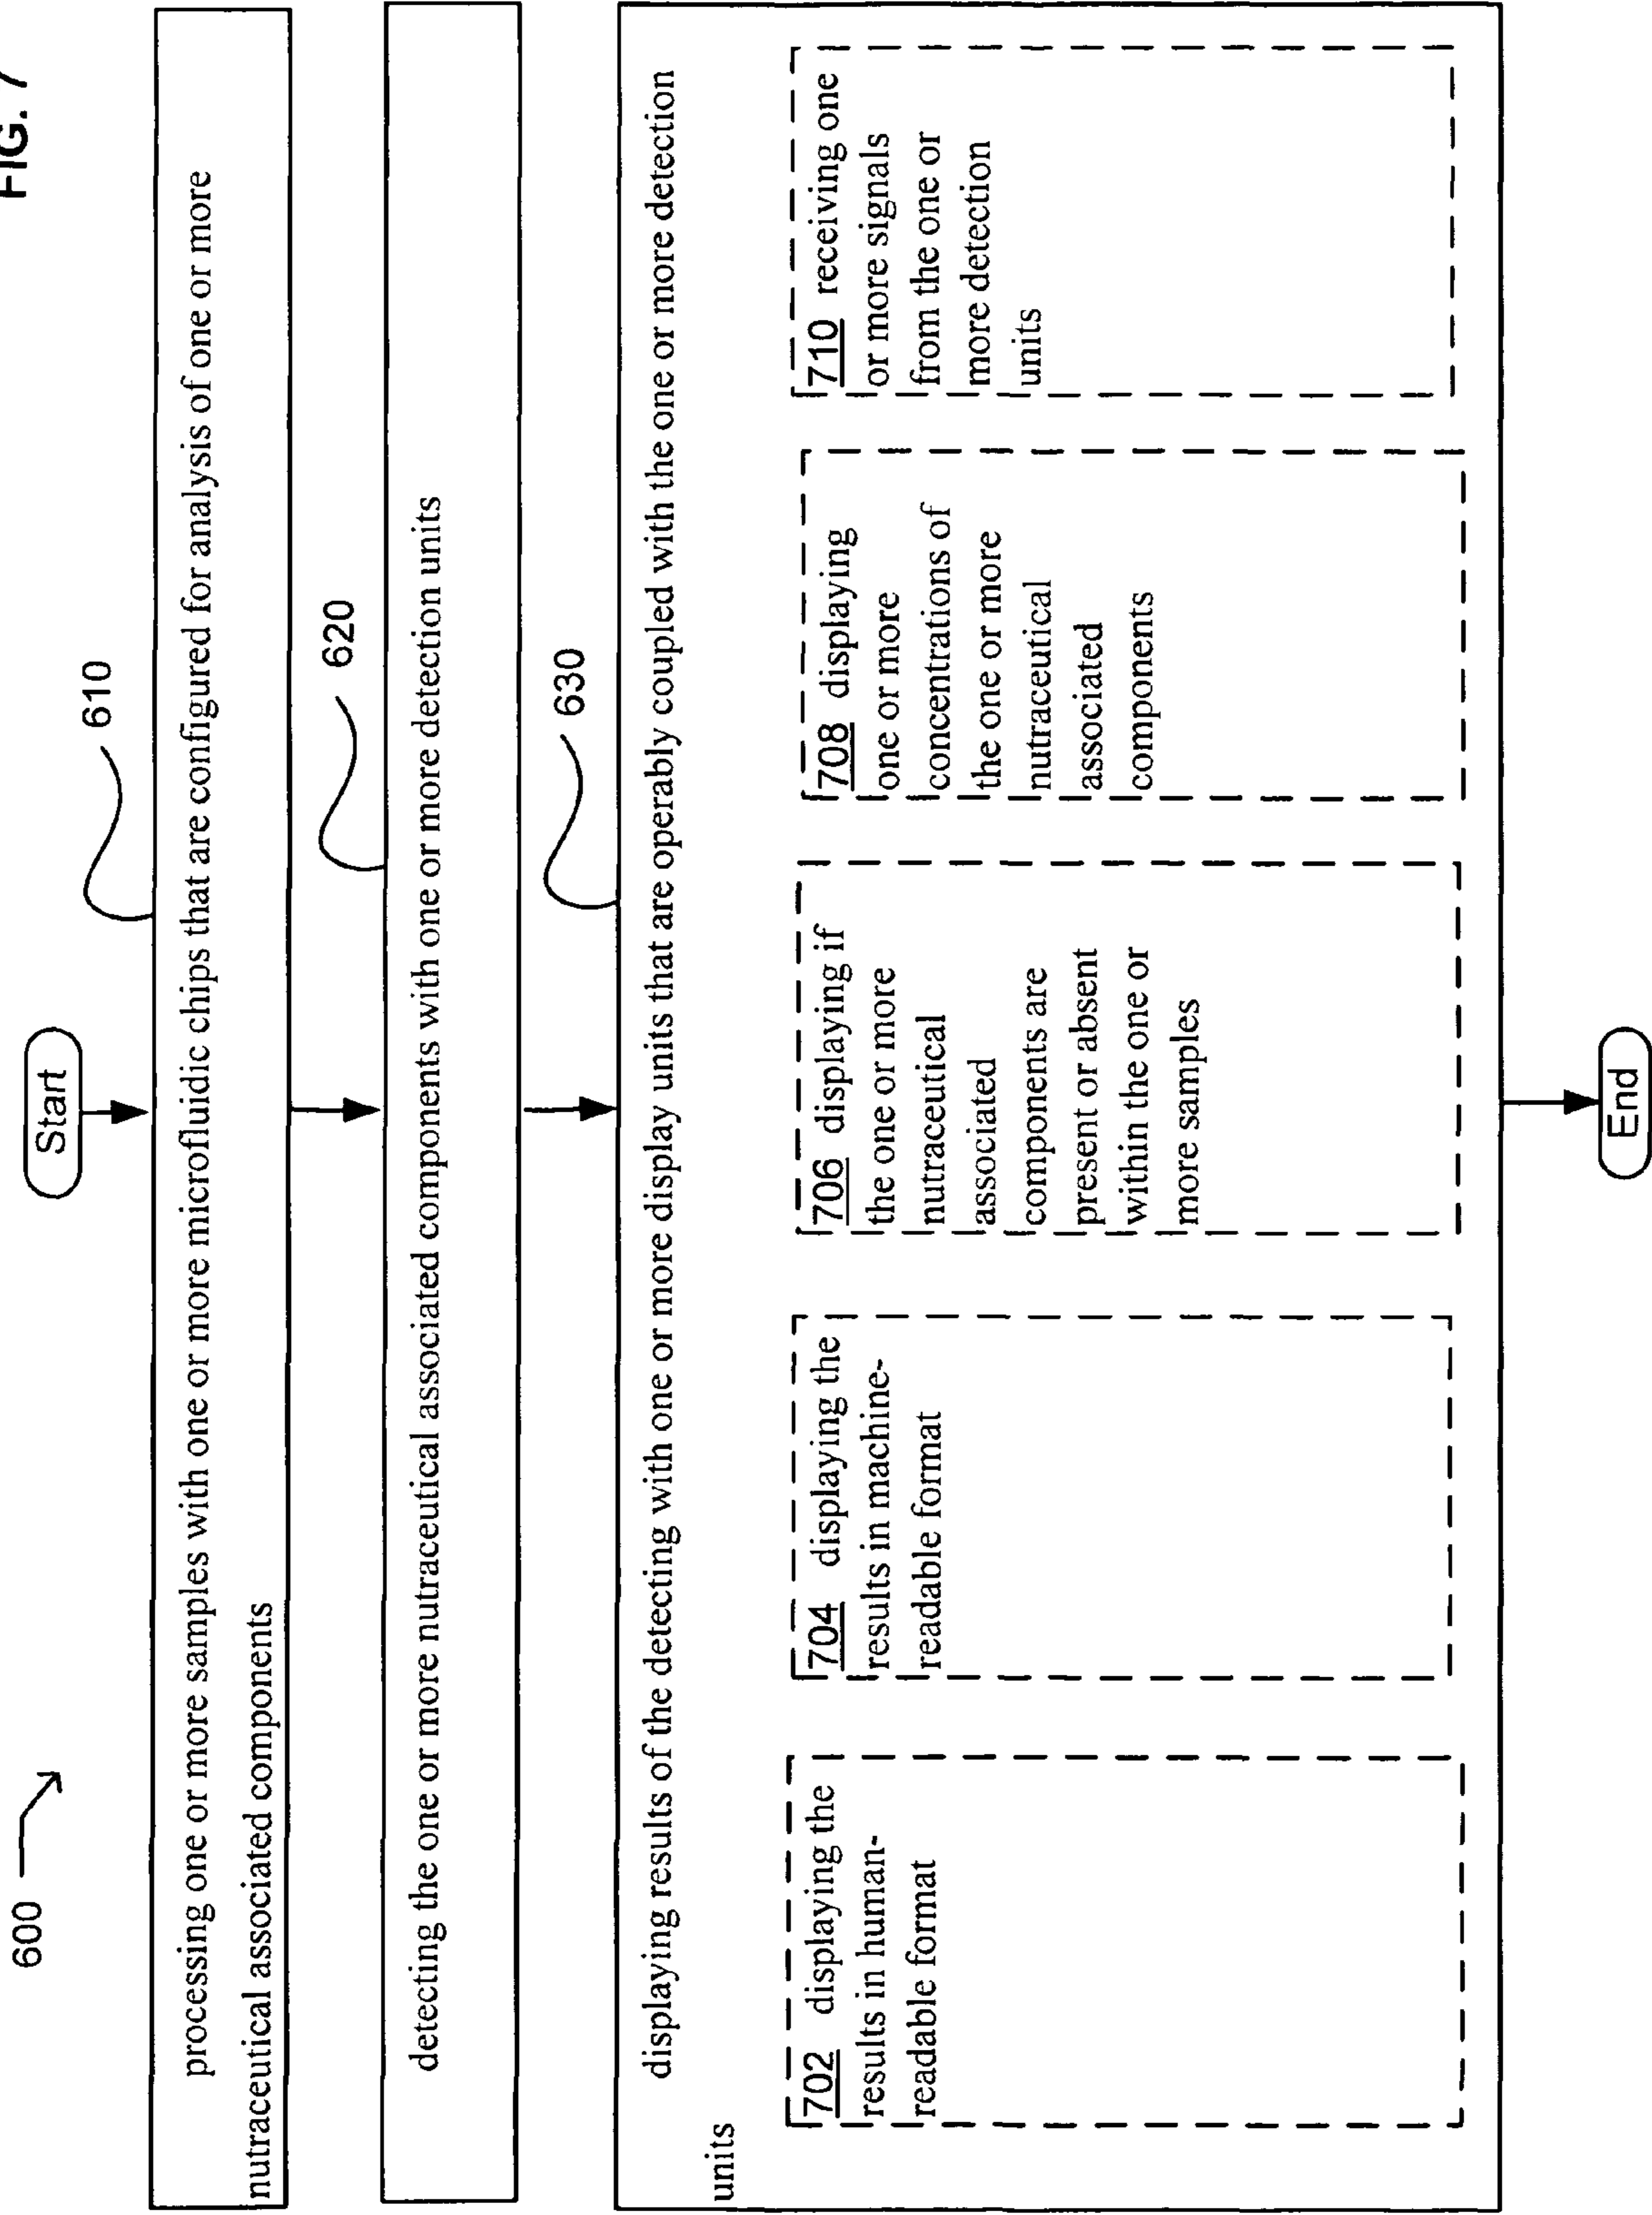 FIG. 7
600
Start
610
processing one or more samples with one or more microfluidic chips that are configured for analysis of one or more
nutraceutical associated components
620
detecting the one or more nutraceutical associated components with one or more detection units
630
displaying results of the detecting with one or more display units that are operably coupled with the one or more detection
units
702 displaying the
results in human-
readable format
704 displaying the
results in machine-
readable format
706 displaying if
the one or more
nutraceutical
associated
components are
present or absent
within the one or
more samples
708 displaying
one or more
concentrations of
the one or more
nutraceutical
associated
components
710 receiving one
or more signals
from the one or
more detection
units
End